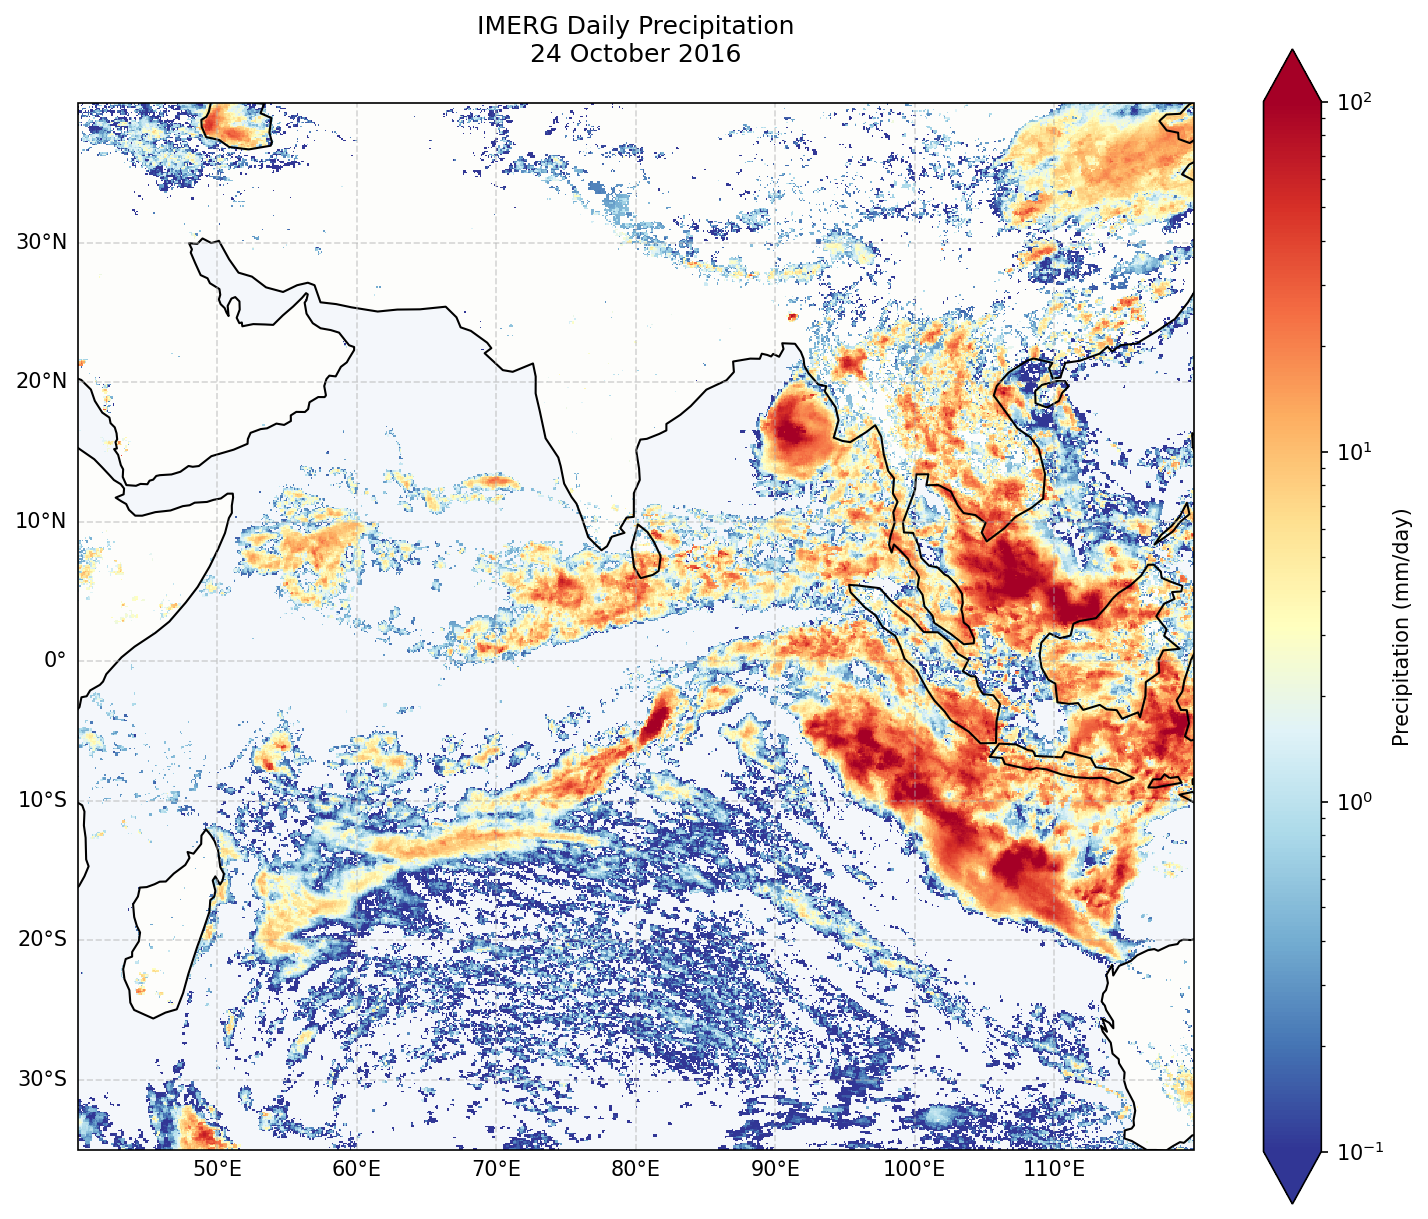 IMERG Daily Precipitation
24 October 2016
30°N
20°N
10°N
0°
10°S
20°S
30°S
50°E 60°E 70°E 80°E 90°E 100°E 110°E
10²
10¹
10⁰
10⁻¹
Precipitation (mm/day)